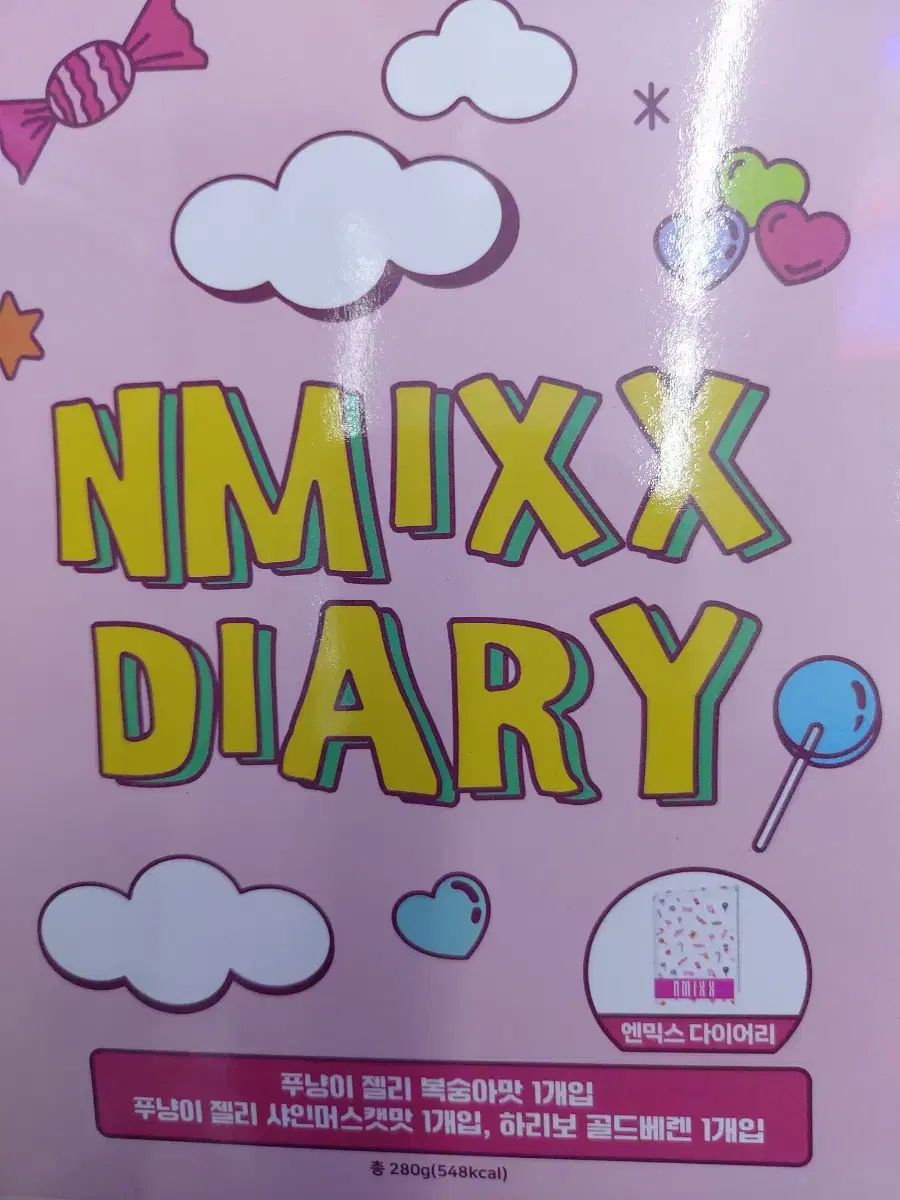 NMIXX
DIARY
nmixx
엔믹스 다이어리
푸냥이 젤리 복숭아맛 1개입
푸냥이 젤리 샤인머스캣맛 1개입, 하리보 골드베렌 1개입
총 280g(548kcal)